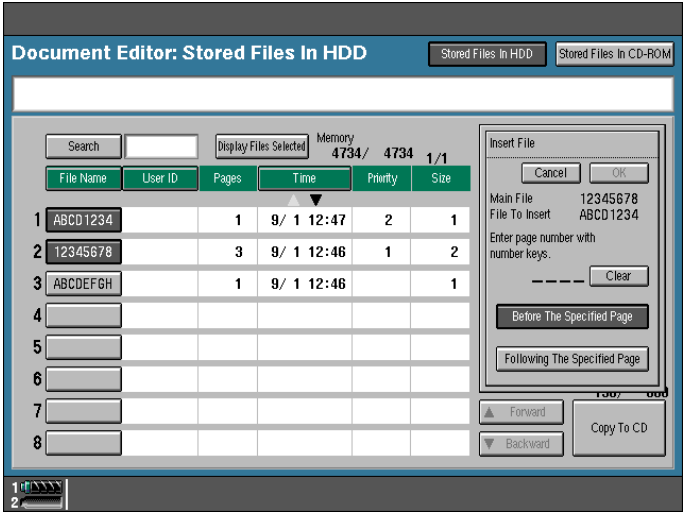 Document Editor: Stored Files In HDD
Stored Files In HDD
Stored Files In CD-ROM
Search
Display Files Selected
Memory
4734/ 4734
1/1
File Name User ID Pages Time Priority Size
1 ABCD1234 1 9/ 1 12:47 2 1
2 12345678 3 9/ 1 12:46 1 2
3 ABCDEFGH 1 9/ 1 12:46 1
4
5
6
7
8
Insert File
Cancel OK
Main File 12345678
File To Insert ABCD1234
Enter page number with
number keys.
_ _ _ _ Clear
Before The Specified Page
Following The Specified Page
▲ Forward
▼ Backward
Copy To CD
1
2